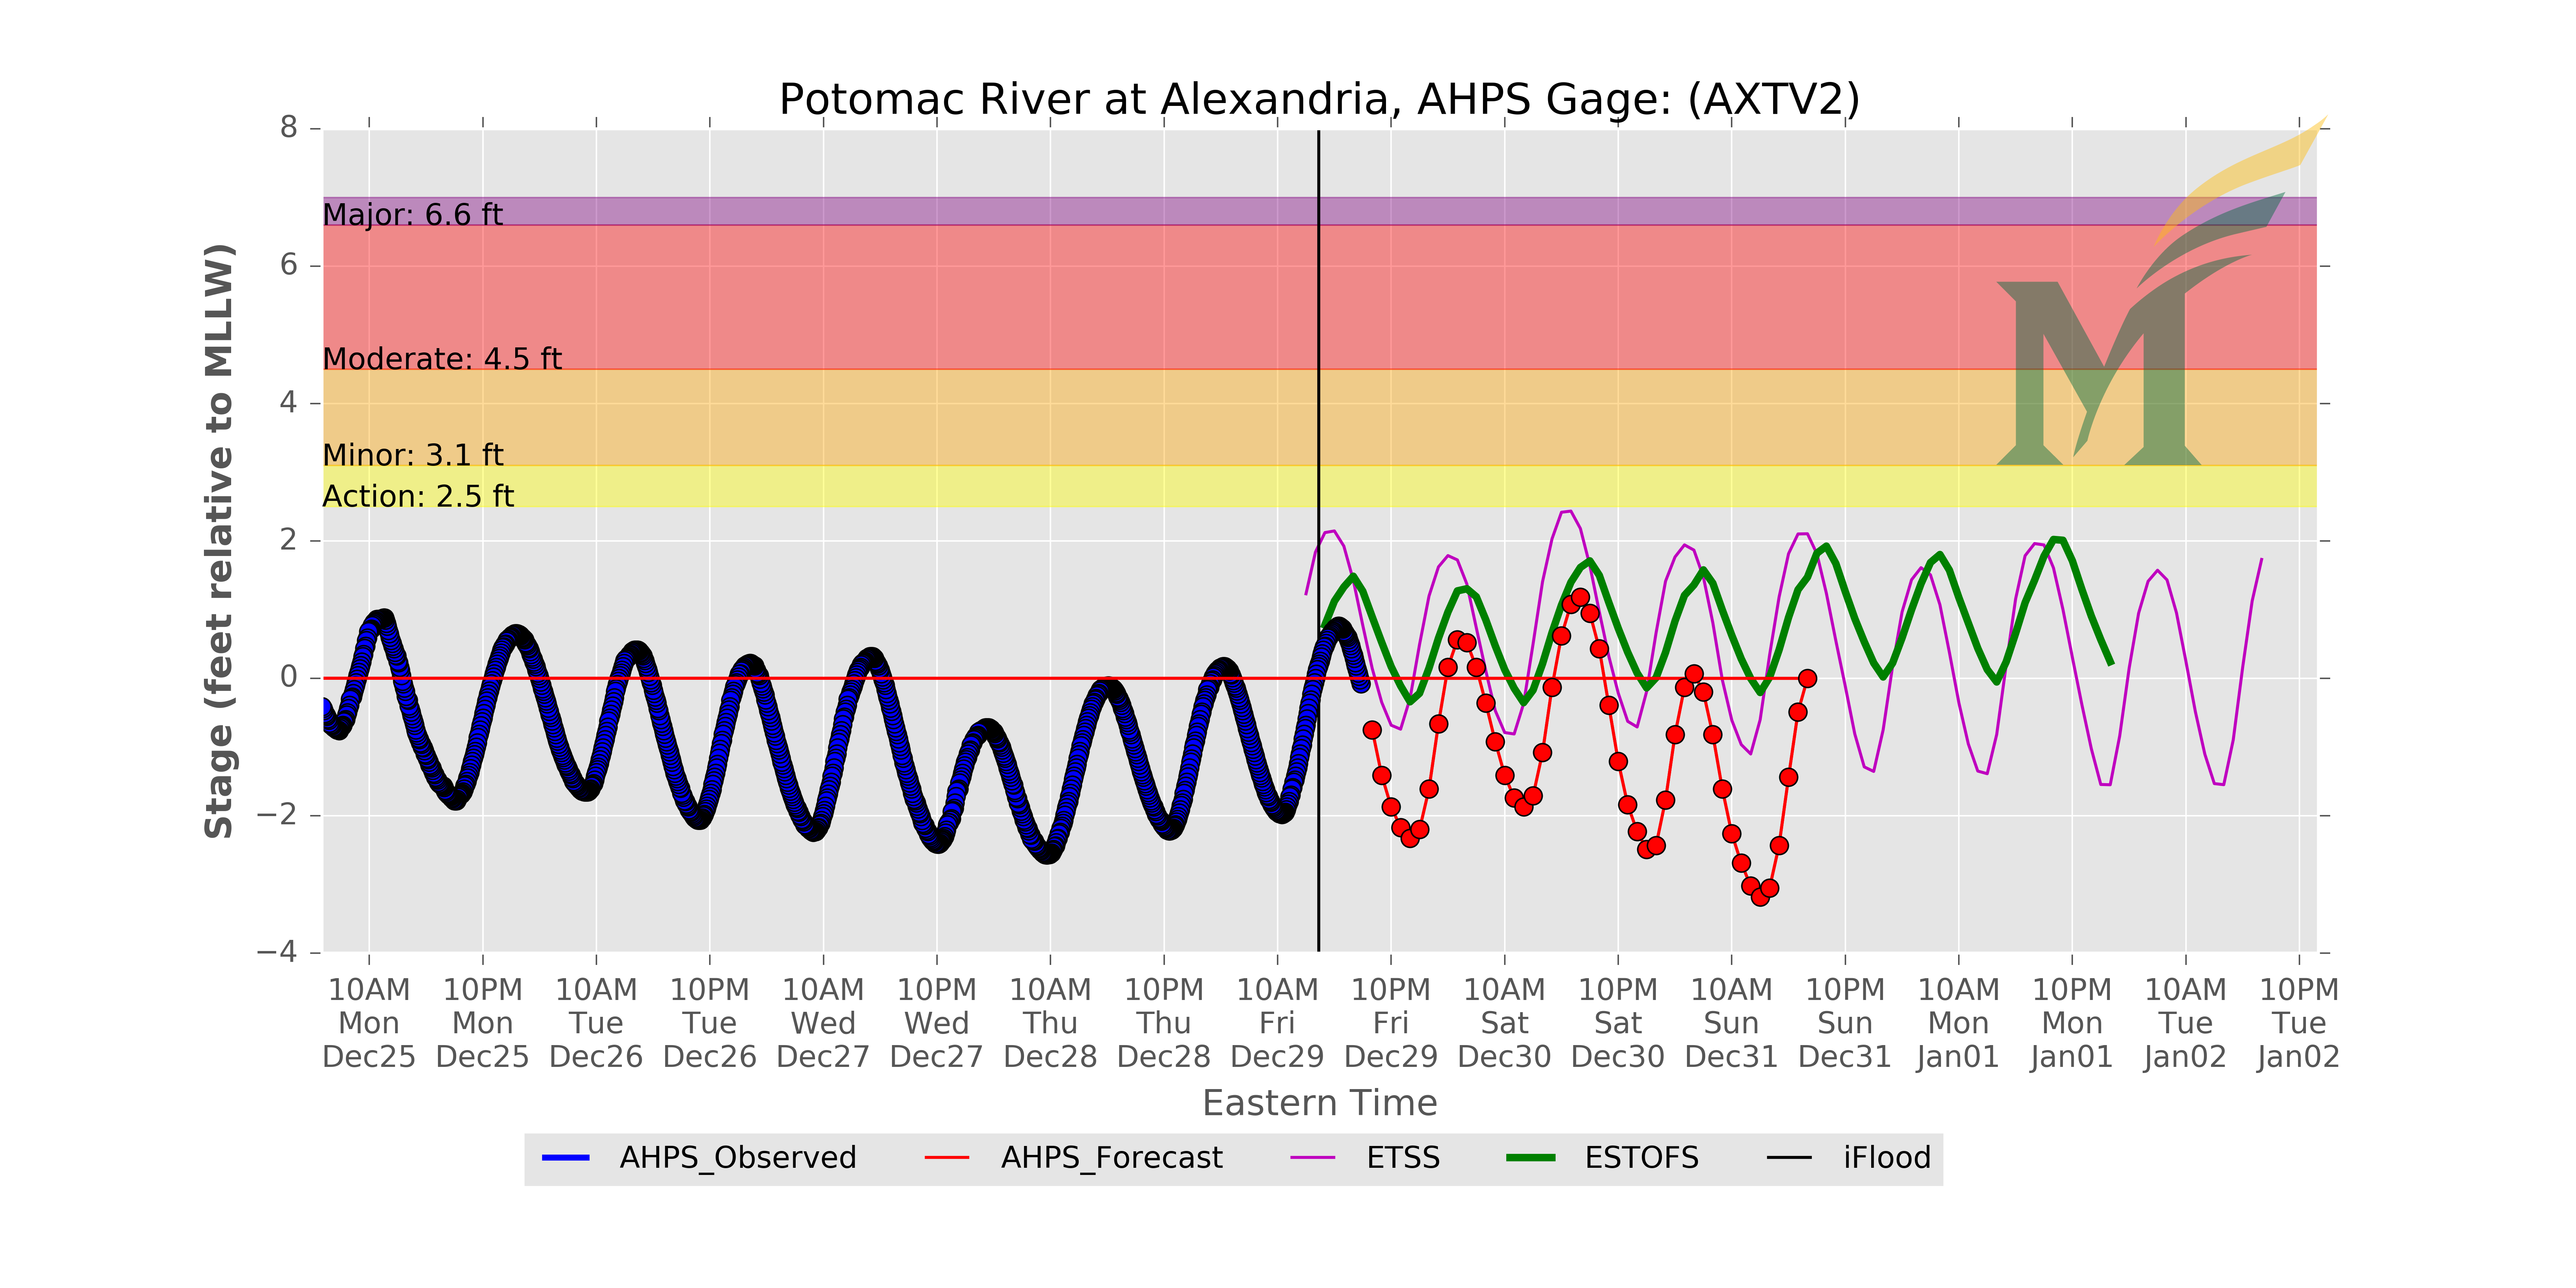 Potomac River at Alexandria, AHPS Gage: (AXTV2)
Stage (feet relative to MLLW)
8
6
4
2
0
−2
−4
Major: 6.6 ft
Moderate: 4.5 ft
Minor: 3.1 ft
Action: 2.5 ft
M
10AM 10PM 10AM 10PM 10AM 10PM 10AM 10PM 10AM 10PM 10AM 10PM 10AM 10PM 10AM 10PM 10AM 10PM
Mon Mon Tue Tue Wed Wed Thu Thu Fri Fri Sat Sat Sun Sun Mon Mon Tue Tue
Dec25 Dec25 Dec26 Dec26 Dec27 Dec27 Dec28 Dec28 Dec29 Dec29 Dec30 Dec30 Dec31 Dec31 Jan01 Jan01 Jan02 Jan02
Eastern Time
AHPS_Observed AHPS_Forecast ETSS ESTOFS iFlood